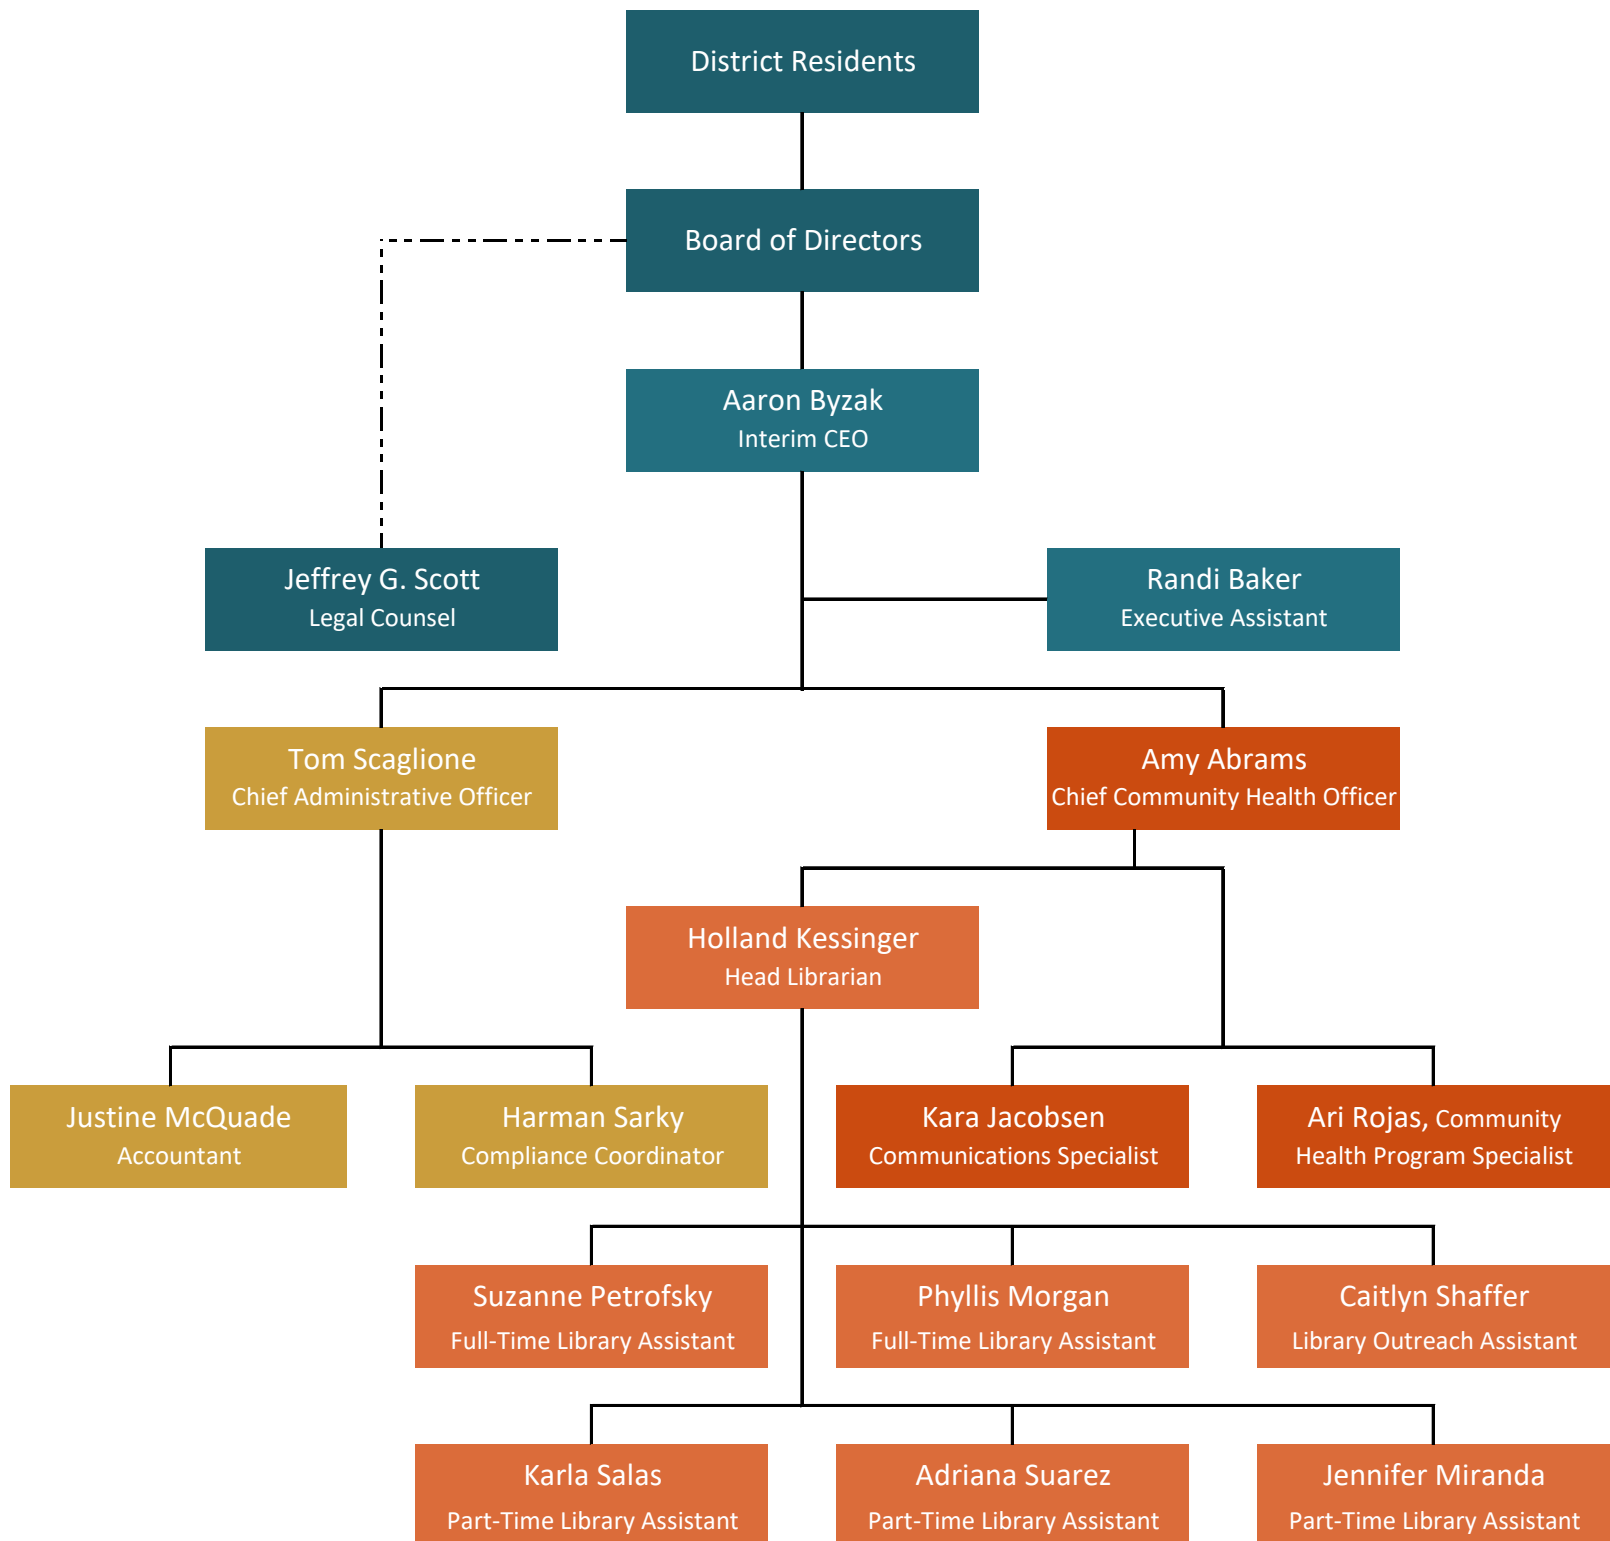 District Residents
Board of Directors
Aaron Byzak
Interim CEO
Jeffrey G. Scott
Legal Counsel
Randi Baker
Executive Assistant
Tom Scaglione
Chief Administrative Officer
Amy Abrams
Chief Community Health Officer
Holland Kessinger
Head Librarian
Justine McQuade
Accountant
Harman Sarky
Compliance Coordinator
Kara Jacobsen
Communications Specialist
Ari Rojas, Community
Health Program Specialist
Suzanne Petrofsky
Full-Time Library Assistant
Phyllis Morgan
Full-Time Library Assistant
Caitlyn Shaffer
Library Outreach Assistant
Karla Salas
Part-Time Library Assistant
Adriana Suarez
Part-Time Library Assistant
Jennifer Miranda
Part-Time Library Assistant